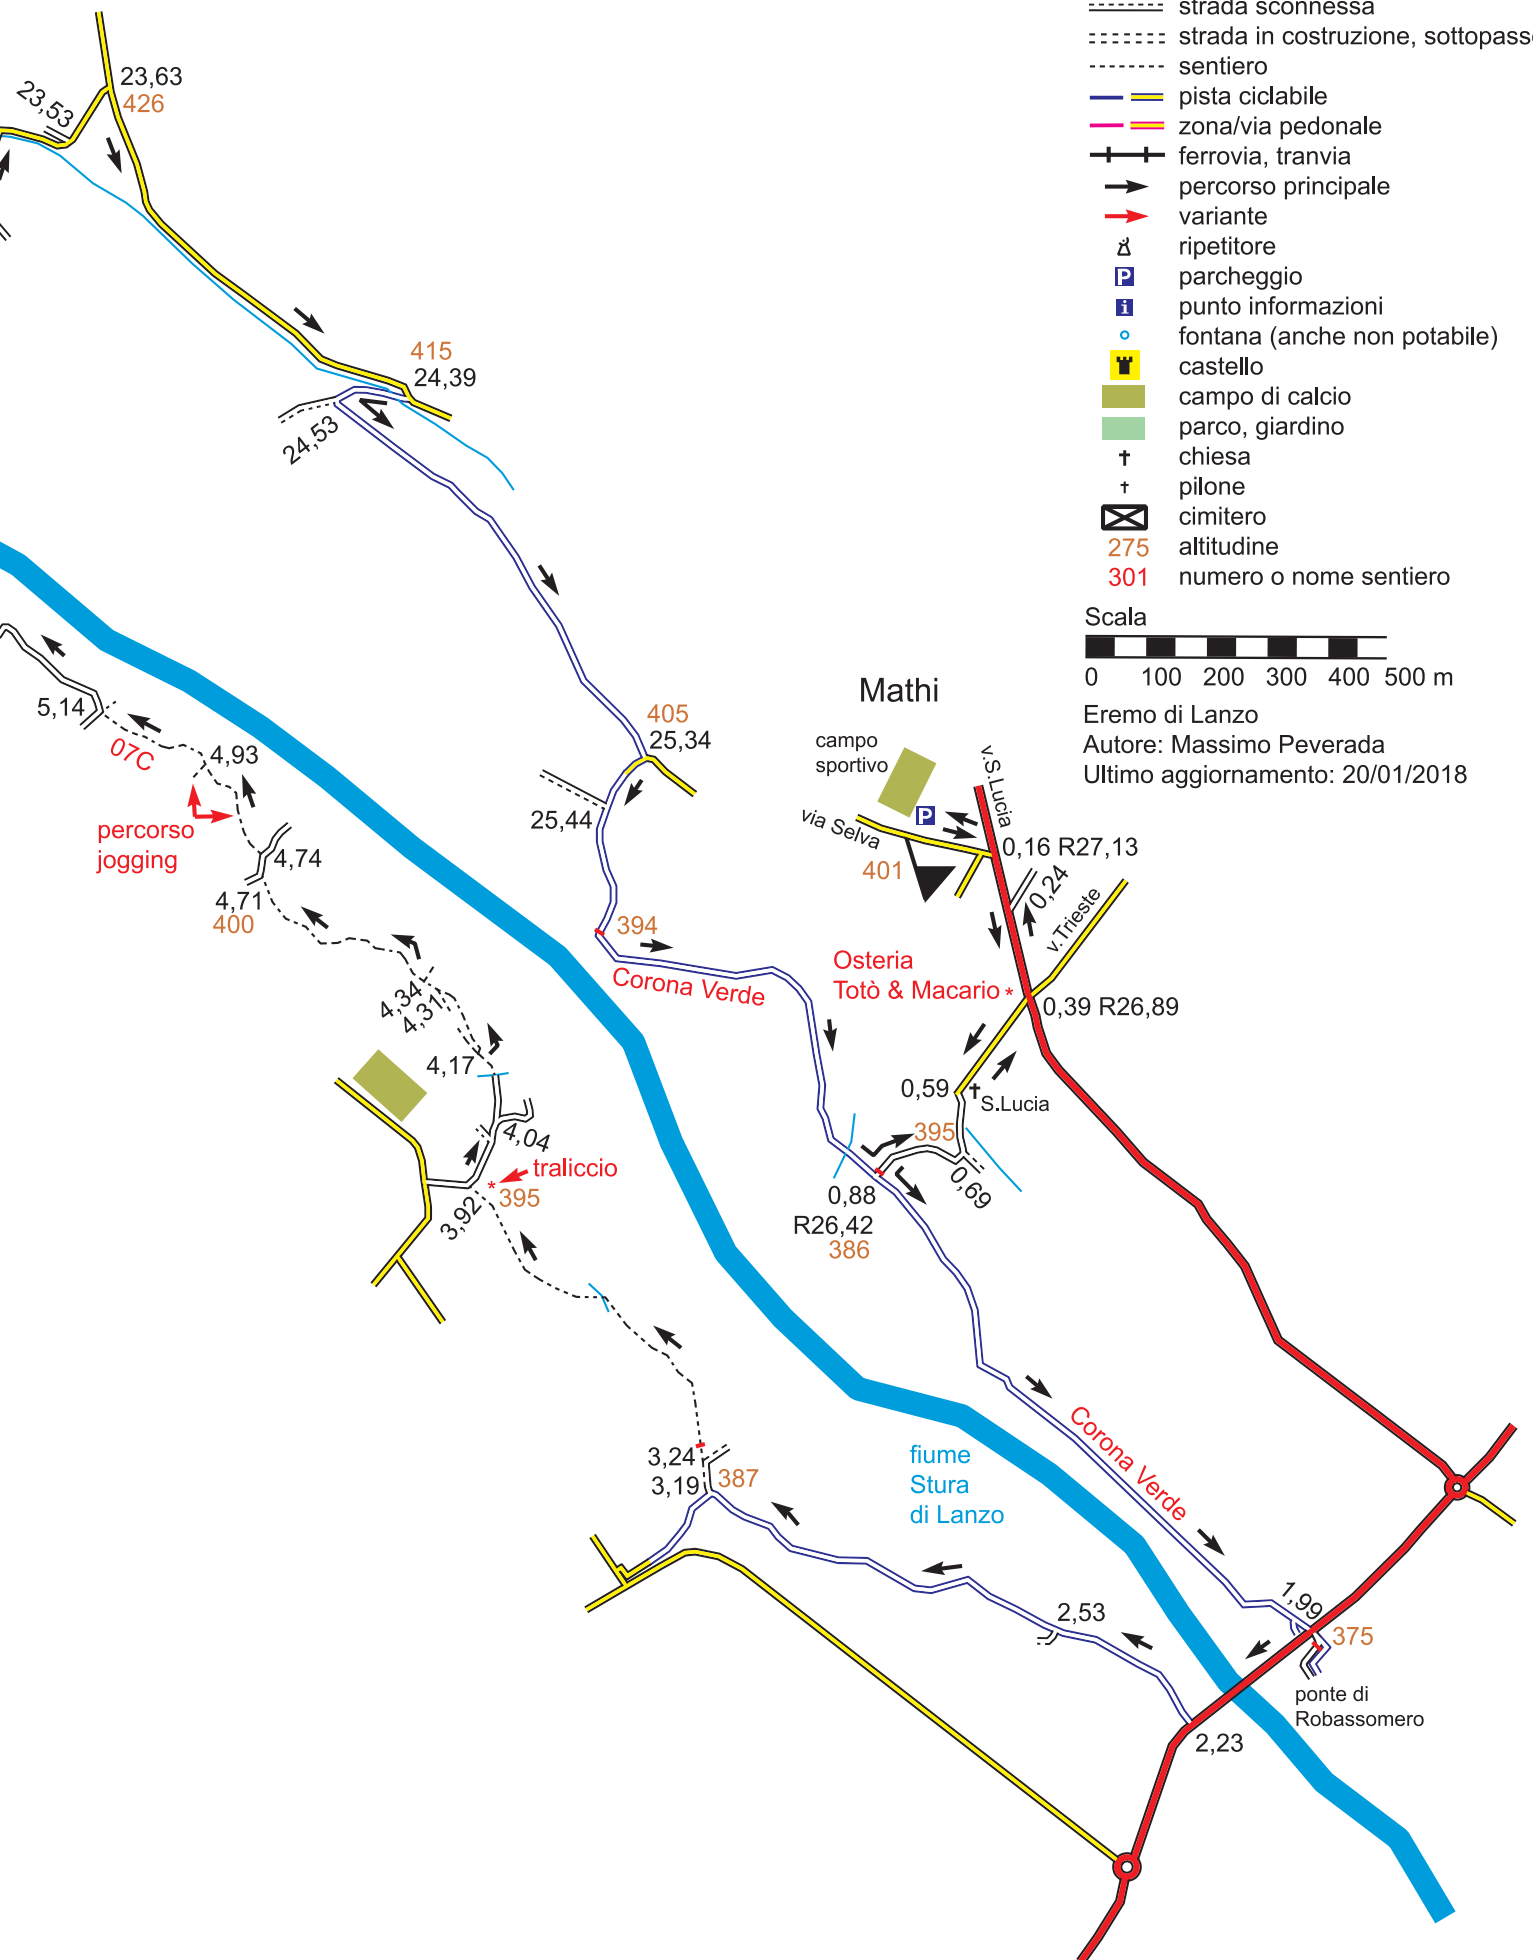 strada sconnessa
strada in costruzione, sottopass
sentiero
pista ciclabile
zona/via pedonale
ferrovia, tranvia
percorso principale
variante
ripetitore
P parcheggio
i punto informazioni
fontana (anche non potabile)
castello
campo di calcio
parco, giardino
chiesa
pilone
cimitero
275 altitudine
301 numero o nome sentiero
Scala
0 100 200 300 400 500 m
Eremo di Lanzo
Autore: Massimo Peverada
Ultimo aggiornamento: 20/01/2018
23,63
426
23,53
415
24,39
24,53
405
25,34
25,44
394
Corona Verde
5,14
07C
4,93
percorso
jogging
4,74
4,71
400
4,34
4,31
4,17
4,04
traliccio
* 395
3,92
Mathi
campo
sportivo
P
v.S.Lucia
via Selva
401
0,16 R27,13
0,24
v.Trieste
Osteria
Totò & Macario *
0,39 R26,89
0,59
S.Lucia
395
0,69
0,88
R26,42
386
3,24
3,19
387
fiume
Stura
di Lanzo
Corona Verde
2,53
1,99
375
ponte di
Robassomero
2,23